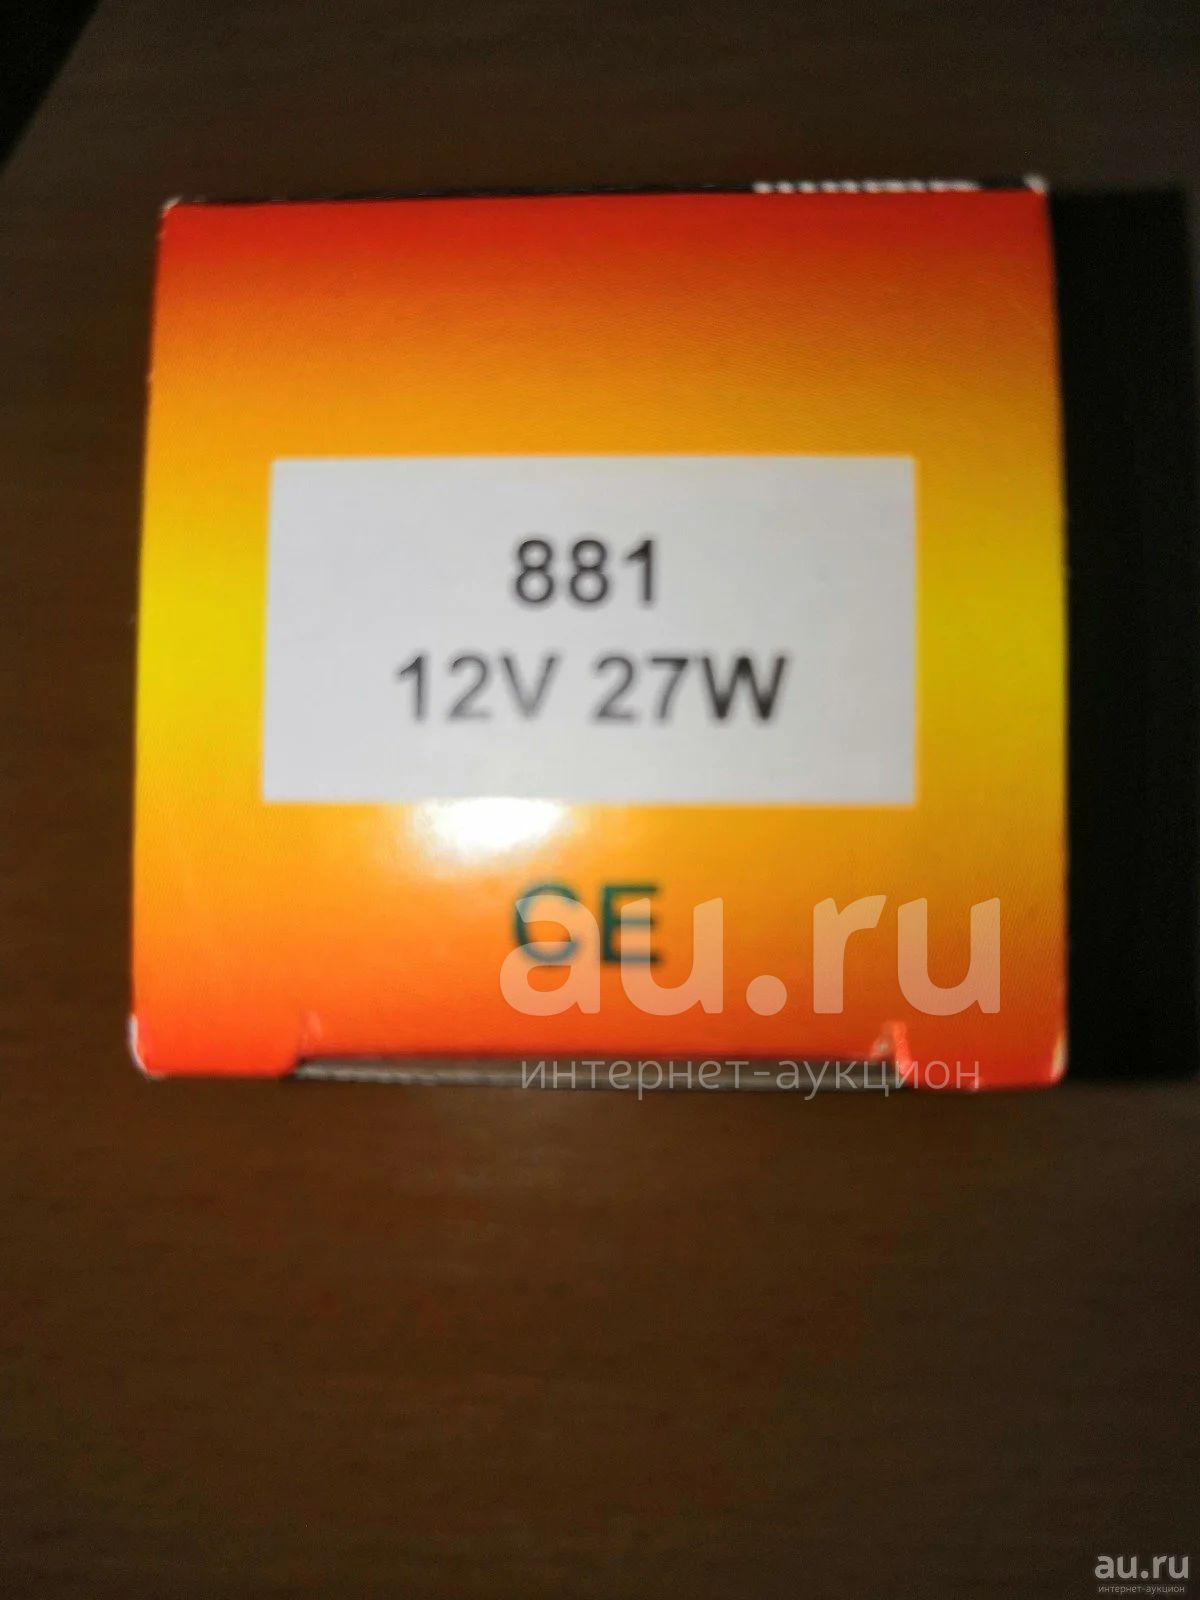 881
12V 27W
CE
au.ru
интернет-аукцион
au.ru
интернет-аукцион